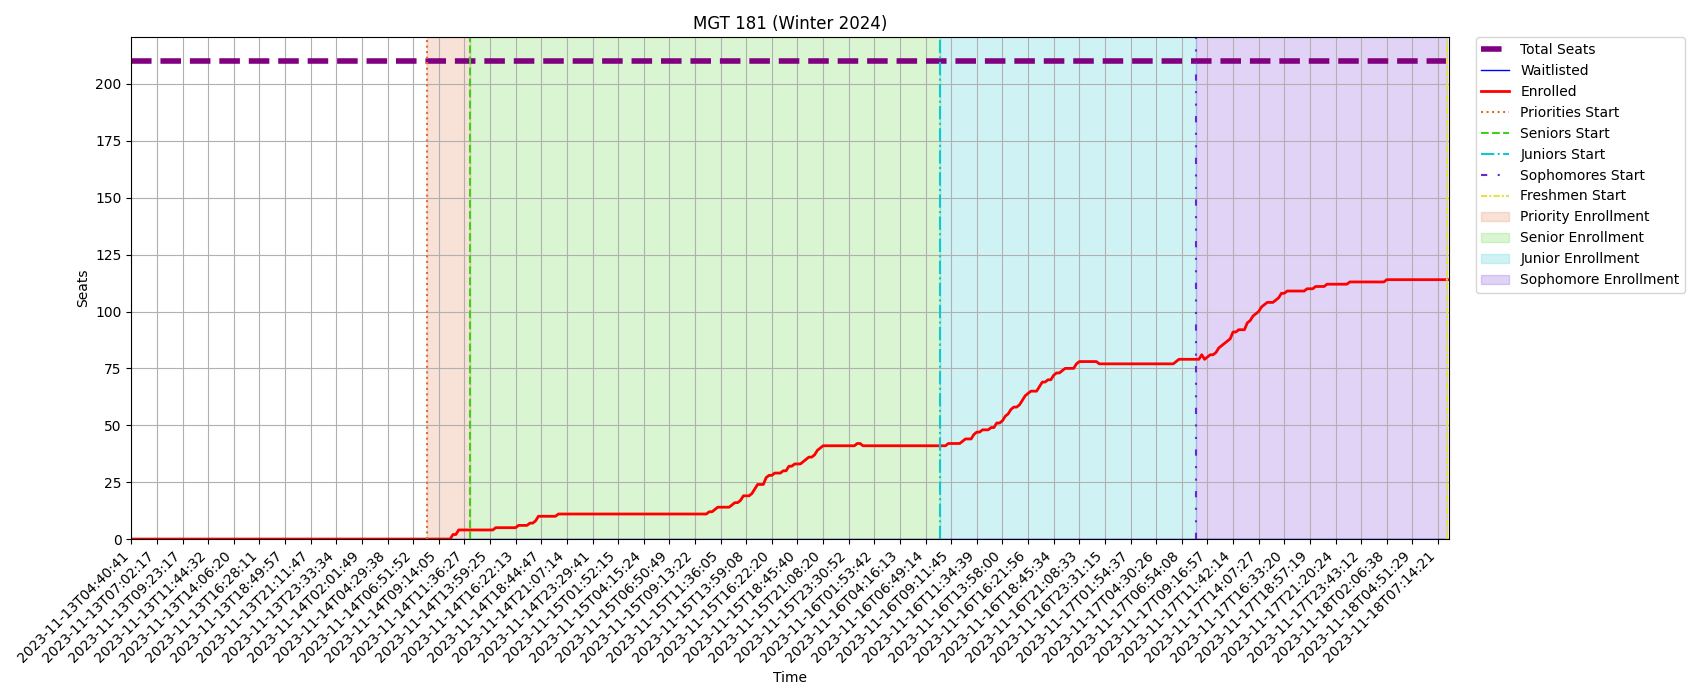 MGT 181 (Winter 2024)
Seats
200
175
150
125
100
75
50
25
0
2023-11-13T04:40:41
2023-11-13T07:02:17
2023-11-13T09:23:17
2023-11-13T11:44:32
2023-11-13T14:06:20
2023-11-13T16:28:11
2023-11-13T18:49:57
2023-11-13T21:11:47
2023-11-13T23:33:34
2023-11-14T02:01:49
2023-11-14T04:29:38
2023-11-14T06:51:52
2023-11-14T09:14:05
2023-11-14T11:36:27
2023-11-14T13:59:25
2023-11-14T16:22:13
2023-11-14T18:44:47
2023-11-14T21:07:14
2023-11-14T23:29:41
2023-11-15T01:52:15
2023-11-15T04:15:24
2023-11-15T06:50:49
2023-11-15T09:13:22
2023-11-15T11:36:05
2023-11-15T13:59:08
2023-11-15T16:22:20
2023-11-15T18:45:40
2023-11-15T21:08:20
2023-11-15T23:30:52
2023-11-16T01:53:42
2023-11-16T04:16:13
2023-11-16T06:49:14
2023-11-16T09:11:45
2023-11-16T11:34:39
2023-11-16T13:58:00
2023-11-16T16:21:56
2023-11-16T18:45:34
2023-11-16T21:08:33
2023-11-16T23:31:15
2023-11-17T01:54:37
2023-11-17T04:30:26
2023-11-17T06:54:08
2023-11-17T09:16:57
2023-11-17T11:42:14
2023-11-17T14:07:27
2023-11-17T16:33:20
2023-11-17T18:57:19
2023-11-17T21:20:24
2023-11-17T23:43:12
2023-11-18T02:06:38
2023-11-18T04:51:29
2023-11-18T07:14:21
Time
Total Seats
Waitlisted
Enrolled
Priorities Start
Seniors Start
Juniors Start
Sophomores Start
Freshmen Start
Priority Enrollment
Senior Enrollment
Junior Enrollment
Sophomore Enrollment